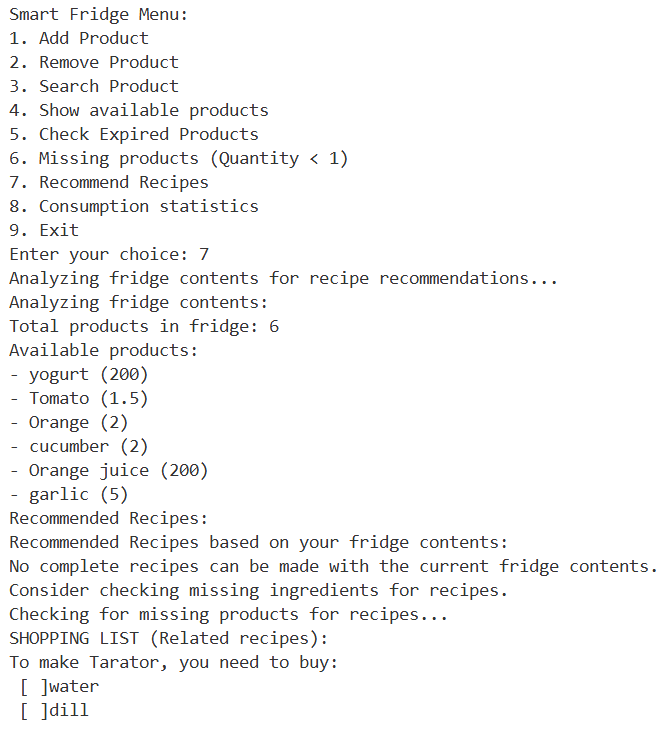 Smart Fridge Menu:
1. Add Product
2. Remove Product
3. Search Product
4. Show available products
5. Check Expired Products
6. Missing products (Quantity < 1)
7. Recommend Recipes
8. Consumption statistics
9. Exit
Enter your choice: 7
Analyzing fridge contents for recipe recommendations...
Analyzing fridge contents:
Total products in fridge: 6
Available products:
- yogurt (200)
- Tomato (1.5)
- Orange (2)
- cucumber (2)
- Orange juice (200)
- garlic (5)
Recommended Recipes:
Recommended Recipes based on your fridge contents:
No complete recipes can be made with the current fridge contents.
Consider checking missing ingredients for recipes.
Checking for missing products for recipes...
SHOPPING LIST (Related recipes):
To make Tarator, you need to buy:
[ ]water
[ ]dill